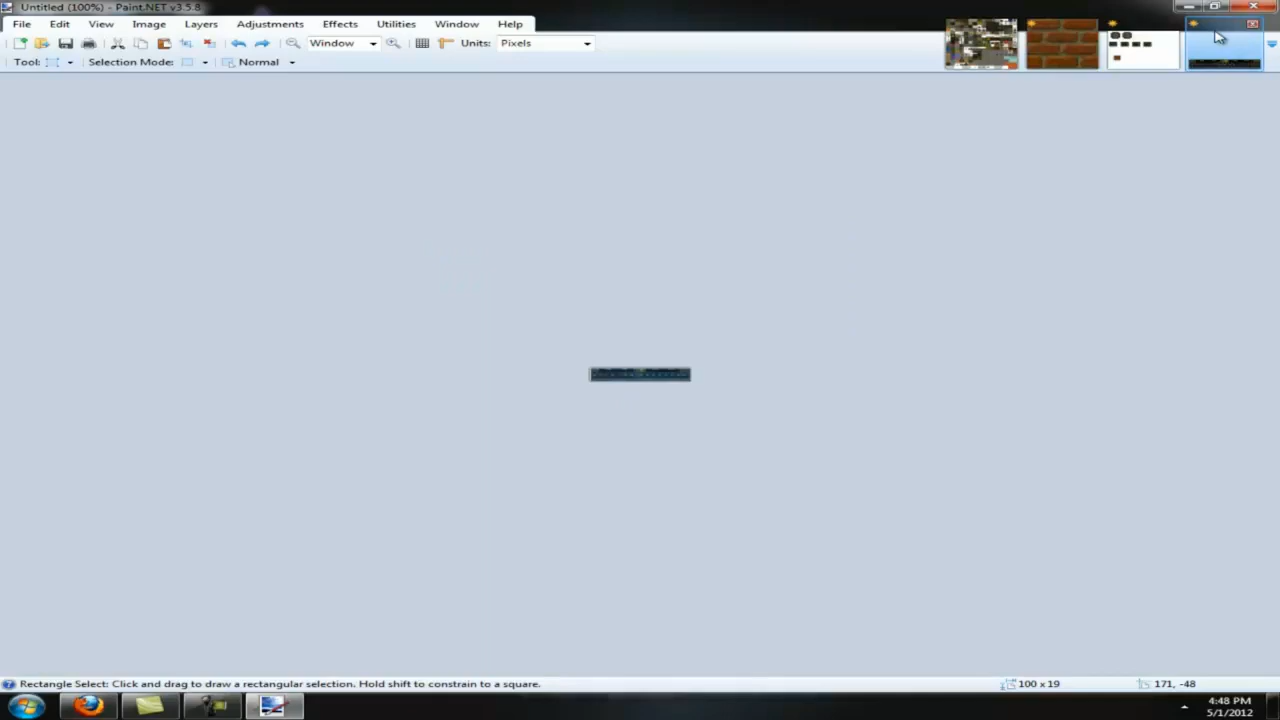 Untitled (100%) - Paint.NET v3.5.8
File Edit View Image Layers Adjustments Effects Utilities Window Help
Window Units: Pixels
Tool: Selection Mode: Normal
Rectangle Select: Click and drag to draw a rectangular selection. Hold shift to constrain to a square. 100 x 19 171, -48
4:48 PM
5/1/2012